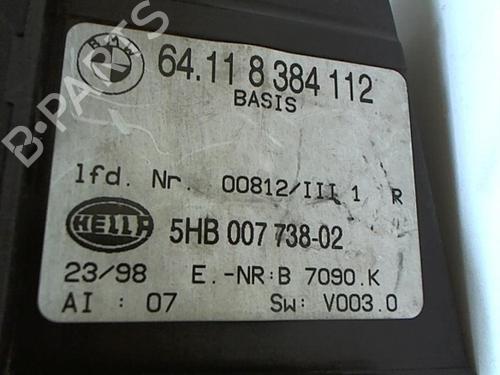 BMW
64.11 8 384 112
BASIS
lfd. Nr. 00812/III 1 R
HELLA
5HB 007 738-02
23/98 E.-NR:B 7090.K
AI : 07 SW: V003.0
B-PARTS